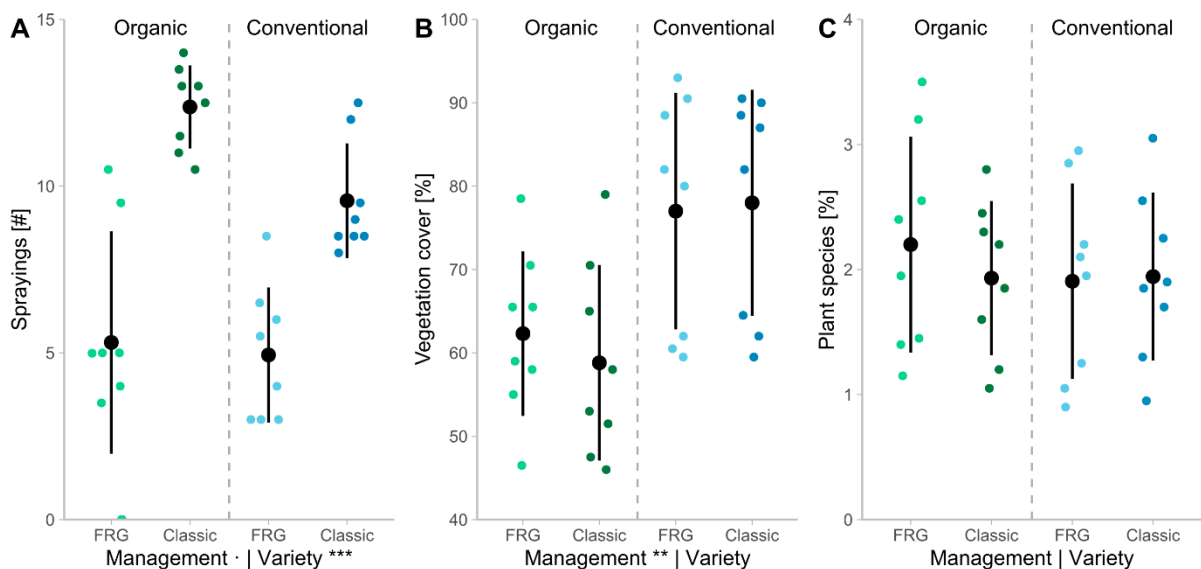 A
Organic
Conventional
15
10
5
0
Sprayings [#]
FRG
Classic
FRG
Classic
Management · | Variety ***
B
Organic
Conventional
100
90
80
70
60
50
40
Vegetation cover [%]
FRG
Classic
FRG
Classic
Management ** | Variety
C
Organic
Conventional
4
3
2
1
0
Plant species [%]
FRG
Classic
FRG
Classic
Management | Variety